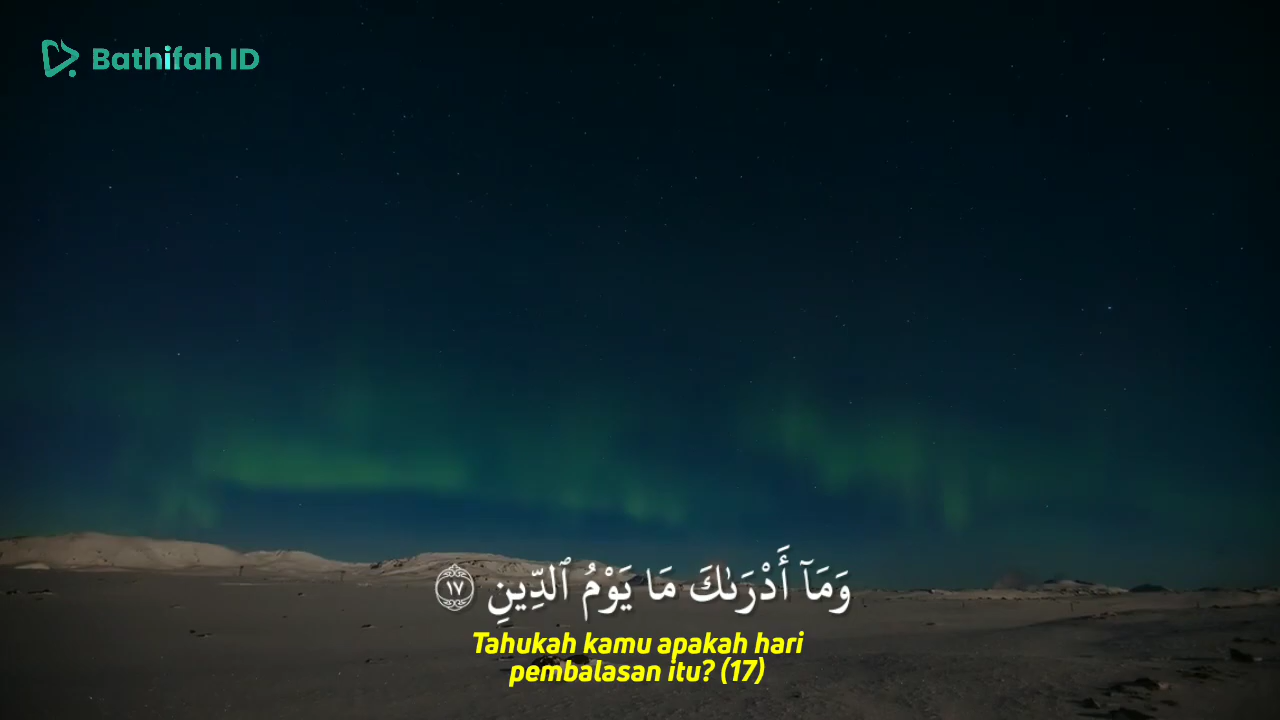 Bathifah ID
وَمَآ أَدْرَىٰكَ مَا يَوْمُ ٱلدِّينِ ١٧
Tahukah kamu apakah hari
pembalasan itu? (17)